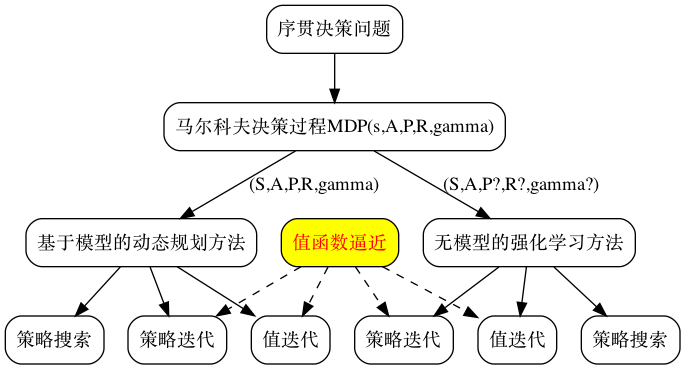 序贯决策问题
马尔科夫决策过程MDP(s,A,P,R,gamma)
(S,A,P,R,gamma)
(S,A,P?,R?,gamma?)
基于模型的动态规划方法
值函数逼近
无模型的强化学习方法
策略搜索
策略迭代
值迭代
策略迭代
值迭代
策略搜索